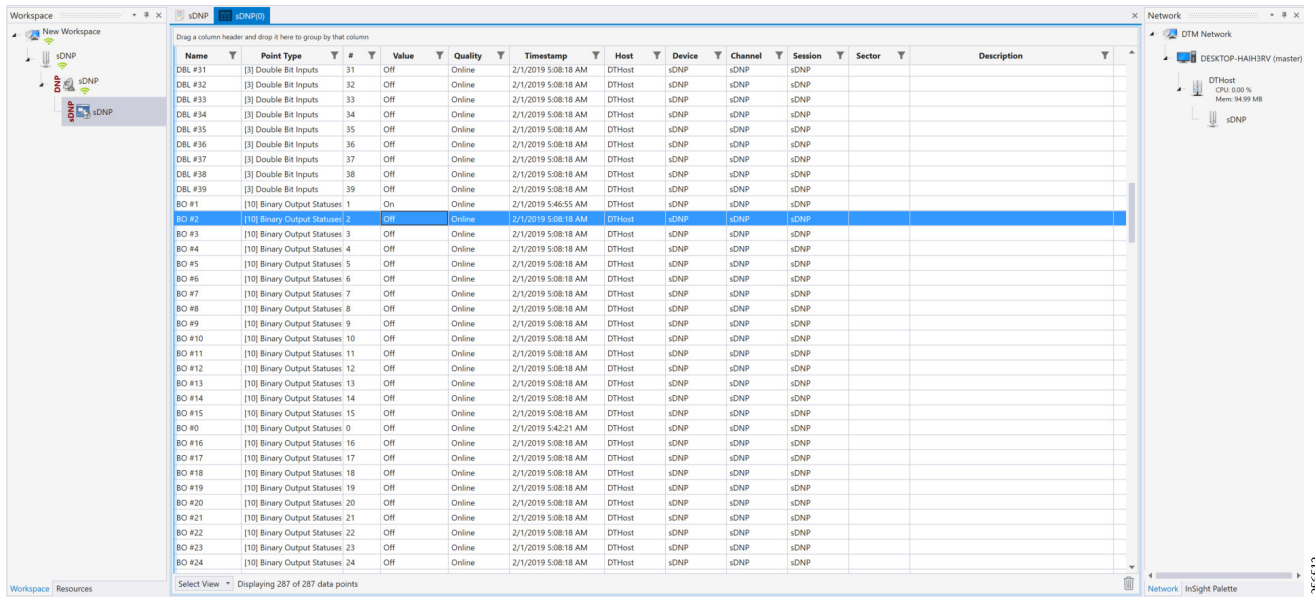 Workspace
New Workspace
sDNP
DNP sDNP
sDNP sDNP
Workspace Resources
sDNP sDNP(0)
Drag a column header and drop it here to group by that column
Name Point Type # Value Quality Timestamp Host Device Channel Session Sector Description
DBL #31 [3] Double Bit Inputs 31 Off Online 2/1/2019 5:08:18 AM DTHost sDNP sDNP sDNP
DBL #32 [3] Double Bit Inputs 32 Off Online 2/1/2019 5:08:18 AM DTHost sDNP sDNP sDNP
DBL #33 [3] Double Bit Inputs 33 Off Online 2/1/2019 5:08:18 AM DTHost sDNP sDNP sDNP
DBL #34 [3] Double Bit Inputs 34 Off Online 2/1/2019 5:08:18 AM DTHost sDNP sDNP sDNP
DBL #35 [3] Double Bit Inputs 35 Off Online 2/1/2019 5:08:18 AM DTHost sDNP sDNP sDNP
DBL #36 [3] Double Bit Inputs 36 Off Online 2/1/2019 5:08:18 AM DTHost sDNP sDNP sDNP
DBL #37 [3] Double Bit Inputs 37 Off Online 2/1/2019 5:08:18 AM DTHost sDNP sDNP sDNP
DBL #38 [3] Double Bit Inputs 38 Off Online 2/1/2019 5:08:18 AM DTHost sDNP sDNP sDNP
DBL #39 [3] Double Bit Inputs 39 Off Online 2/1/2019 5:08:18 AM DTHost sDNP sDNP sDNP
BO #1 [10] Binary Output Statuses 1 On Online 2/1/2019 5:46:55 AM DTHost sDNP sDNP sDNP
BO #2 [10] Binary Output Statuses 2 Off Online 2/1/2019 5:08:18 AM DTHost sDNP sDNP sDNP
BO #3 [10] Binary Output Statuses 3 Off Online 2/1/2019 5:08:18 AM DTHost sDNP sDNP sDNP
BO #4 [10] Binary Output Statuses 4 Off Online 2/1/2019 5:08:18 AM DTHost sDNP sDNP sDNP
BO #5 [10] Binary Output Statuses 5 Off Online 2/1/2019 5:08:18 AM DTHost sDNP sDNP sDNP
BO #6 [10] Binary Output Statuses 6 Off Online 2/1/2019 5:08:18 AM DTHost sDNP sDNP sDNP
BO #7 [10] Binary Output Statuses 7 Off Online 2/1/2019 5:08:18 AM DTHost sDNP sDNP sDNP
BO #8 [10] Binary Output Statuses 8 Off Online 2/1/2019 5:08:18 AM DTHost sDNP sDNP sDNP
BO #9 [10] Binary Output Statuses 9 Off Online 2/1/2019 5:08:18 AM DTHost sDNP sDNP sDNP
BO #10 [10] Binary Output Statuses 10 Off Online 2/1/2019 5:08:18 AM DTHost sDNP sDNP sDNP
BO #11 [10] Binary Output Statuses 11 Off Online 2/1/2019 5:08:18 AM DTHost sDNP sDNP sDNP
BO #12 [10] Binary Output Statuses 12 Off Online 2/1/2019 5:08:18 AM DTHost sDNP sDNP sDNP
BO #13 [10] Binary Output Statuses 13 Off Online 2/1/2019 5:08:18 AM DTHost sDNP sDNP sDNP
BO #14 [10] Binary Output Statuses 14 Off Online 2/1/2019 5:08:18 AM DTHost sDNP sDNP sDNP
BO #15 [10] Binary Output Statuses 15 Off Online 2/1/2019 5:08:18 AM DTHost sDNP sDNP sDNP
BO #0 [10] Binary Output Statuses 0 Off Online 2/1/2019 5:42:21 AM DTHost sDNP sDNP sDNP
BO #16 [10] Binary Output Statuses 16 Off Online 2/1/2019 5:08:18 AM DTHost sDNP sDNP sDNP
BO #17 [10] Binary Output Statuses 17 Off Online 2/1/2019 5:08:18 AM DTHost sDNP sDNP sDNP
BO #18 [10] Binary Output Statuses 18 Off Online 2/1/2019 5:08:18 AM DTHost sDNP sDNP sDNP
BO #19 [10] Binary Output Statuses 19 Off Online 2/1/2019 5:08:18 AM DTHost sDNP sDNP sDNP
BO #20 [10] Binary Output Statuses 20 Off Online 2/1/2019 5:08:18 AM DTHost sDNP sDNP sDNP
BO #21 [10] Binary Output Statuses 21 Off Online 2/1/2019 5:08:18 AM DTHost sDNP sDNP sDNP
BO #22 [10] Binary Output Statuses 22 Off Online 2/1/2019 5:08:18 AM DTHost sDNP sDNP sDNP
BO #23 [10] Binary Output Statuses 23 Off Online 2/1/2019 5:08:18 AM DTHost sDNP sDNP sDNP
BO #24 [10] Binary Output Statuses 24 Off Online 2/1/2019 5:08:18 AM DTHost sDNP sDNP sDNP
Select View Displaying 287 of 287 data points
Network
DTM Network
DESKTOP-HAIH3RV (master)
DTHost
CPU: 0.00 %
Mem: 94.99 MB
sDNP
Network InSight Palette